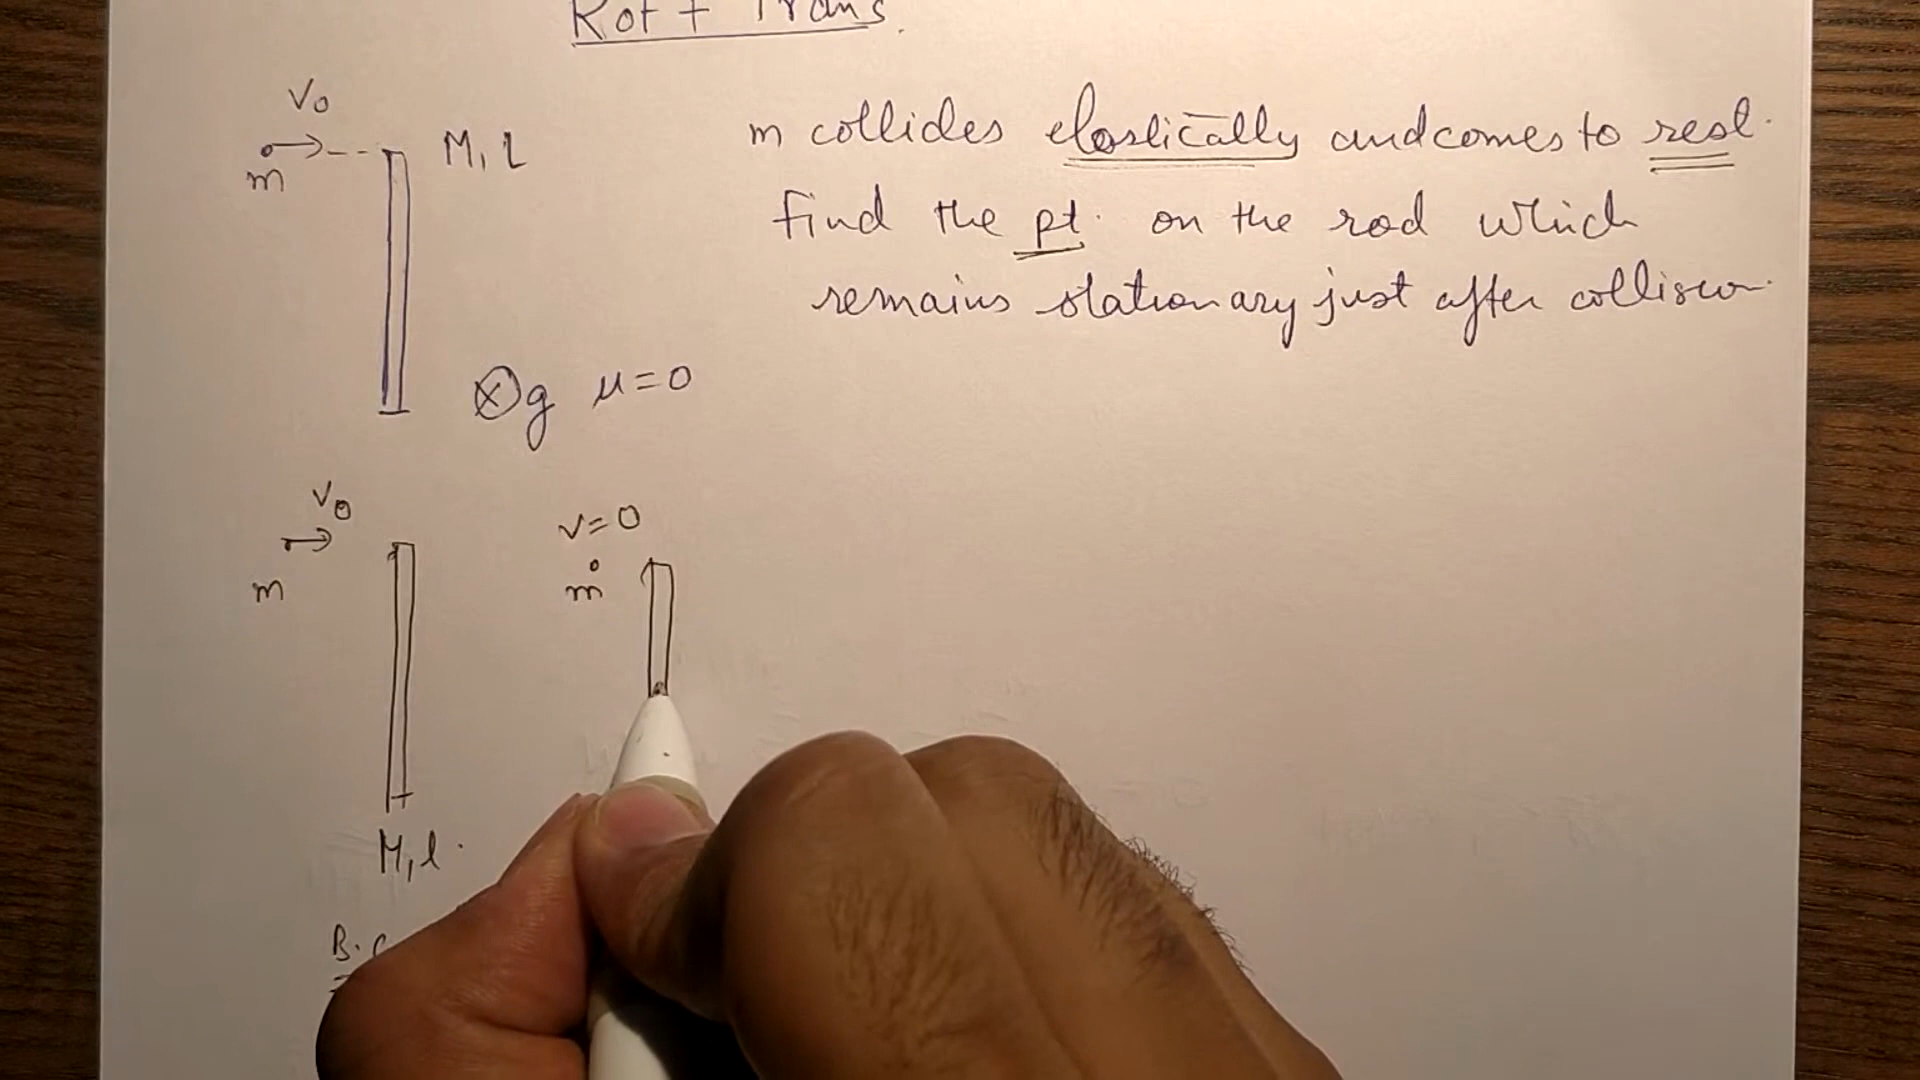 Rot + Trans.
V₀
m
M, L
m collides elastically and comes to rest.
find the pt. on the rod which
remains stationary just after collision.
⊗g μ=0
V₀
m
v=0
m
M, l.
B.C